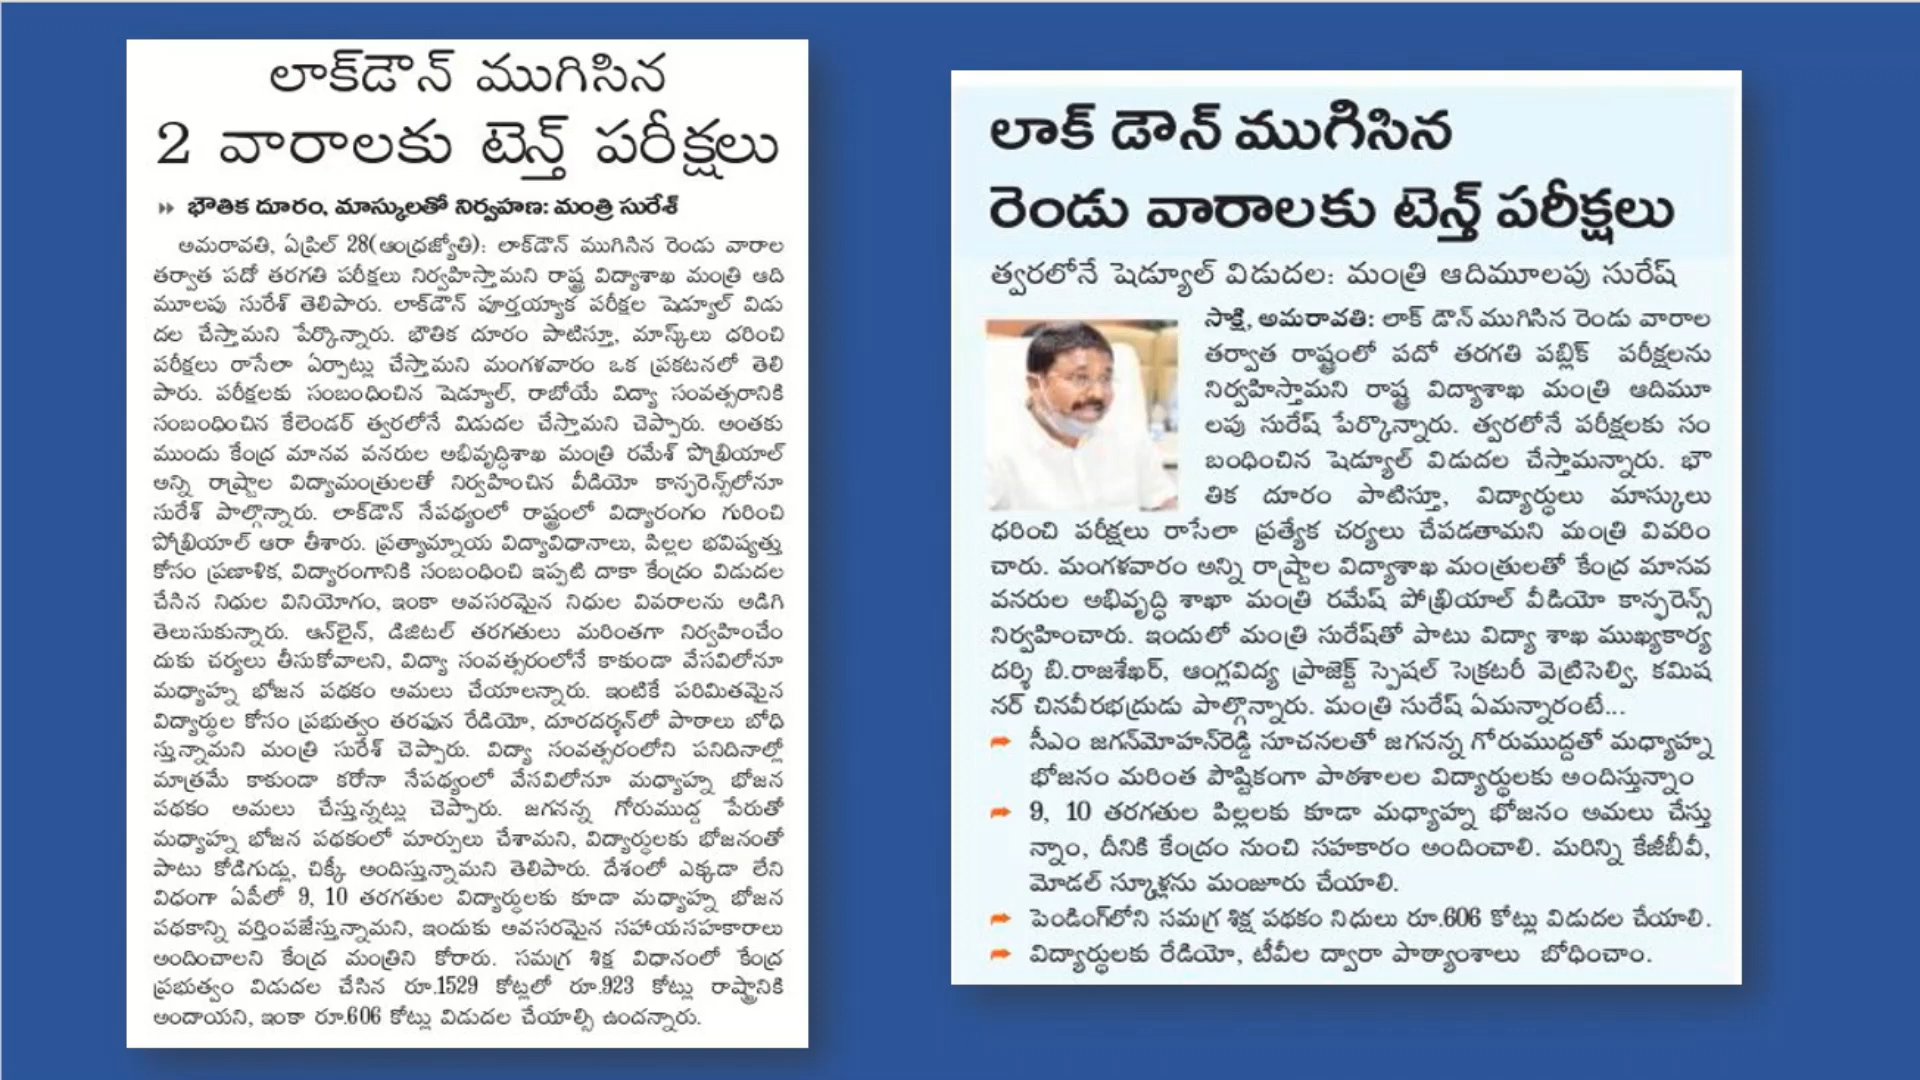 లాక్‌డౌన్ ముగిసిన
2 వారాలకు టెన్త్ పరీక్షలు
భౌతిక దూరం, మాస్కులతో నిర్వహణ: మంత్రి సురేశ్
అమరావతి, ఏప్రిల్ 28(ఆంధ్రజ్యోతి): లాక్‌డౌన్ ముగిసిన రెండు వారాల
తర్వాత పదో తరగతి పరీక్షలు నిర్వహిస్తామని రాష్ట్ర విద్యాశాఖ మంత్రి ఆది
మూలపు సురేశ్ తెలిపారు. లాక్‌డౌన్ పూర్తయ్యాక పరీక్షల షెడ్యూల్ విడు
దల చేస్తామని పేర్కొన్నారు. భౌతిక దూరం పాటిస్తూ, మాస్క్‌లు ధరించి
పరీక్షలు రాసేలా ఏర్పాట్లు చేస్తామని మంగళవారం ఒక ప్రకటనలో తెలి
పారు. పరీక్షలకు సంబంధించిన షెడ్యూల్, రాబోయే విద్యా సంవత్సరానికి
సంబంధించిన కేలెండర్ త్వరలోనే విడుదల చేస్తామని చెప్పారు. అంతకు
ముందు కేంద్ర మానవ వనరుల అభివృద్ధిశాఖ మంత్రి రమేశ్ పోఖ్రియాల్
అన్ని రాష్ట్రాల విద్యామంత్రులతో నిర్వహించిన వీడియో కాన్ఫరెన్స్‌లోనూ
సురేశ్ పాల్గొన్నారు. లాక్‌డౌన్ నేపథ్యంలో రాష్ట్రంలో విద్యారంగం గురించి
పోఖ్రియాల్ ఆరా తీశారు. ప్రత్యామ్నాయ విద్యావిధానాలు, పిల్లల భవిష్యత్తు
కోసం ప్రణాళిక, విద్యారంగానికి సంబంధించి ఇప్పటి దాకా కేంద్రం విడుదల
చేసిన నిధుల వినియోగం, ఇంకా అవసరమైన నిధుల వివరాలను అడిగి
తెలుసుకున్నారు. ఆన్‌లైన్, డిజిటల్ తరగతులు మరింతగా నిర్వహించేం
దుకు చర్యలు తీసుకోవాలని, విద్యా సంవత్సరంలోనే కాకుండా వేసవిలోనూ
మధ్యాహ్న భోజన పథకం అమలు చేయాలన్నారు. ఇంటికే పరిమితమైన
విద్యార్థుల కోసం ప్రభుత్వం తరఫున రేడియో, దూరదర్శన్‌లో పాఠాలు బోధి
స్తున్నామని మంత్రి సురేశ్ చెప్పారు. విద్యా సంవత్సరంలోని పనిదినాల్లో
మాత్రమే కాకుండా కరోనా నేపథ్యంలో వేసవిలోనూ మధ్యాహ్న భోజన
పథకం అమలు చేస్తున్నట్లు చెప్పారు. జగనన్న గోరుముద్ద పేరుతో
మధ్యాహ్న భోజన పథకంలో మార్పులు చేశామని, విద్యార్థులకు భోజనంతో
పాటు కోడిగుడ్లు, చిక్కీ అందిస్తున్నామని తెలిపారు. దేశంలో ఎక్కడా లేని
విధంగా ఏపీలో 9, 10 తరగతుల విద్యార్థులకు కూడా మధ్యాహ్న భోజన
పథకాన్ని వర్తింపజేస్తున్నామని, ఇందుకు అవసరమైన సహాయసహకారాలు
అందించాలని కేంద్ర మంత్రిని కోరారు. సమగ్ర శిక్ష విధానంలో కేంద్ర
ప్రభుత్వం విడుదల చేసిన రూ.1529 కోట్లలో రూ.923 కోట్లు రాష్ట్రానికి
అందాయని, ఇంకా రూ.606 కోట్లు విడుదల చేయాల్సి ఉందన్నారు.
లాక్ డౌన్ ముగిసిన
రెండు వారాలకు టెన్త్ పరీక్షలు
త్వరలోనే షెడ్యూల్ విడుదల: మంత్రి ఆదిమూలపు సురేష్
సాక్షి, అమరావతి: లాక్ డౌన్ ముగిసిన రెండు వారాల
తర్వాత రాష్ట్రంలో పదో తరగతి పబ్లిక్ పరీక్షలను
నిర్వహిస్తామని రాష్ట్ర విద్యాశాఖ మంత్రి ఆదిమూ
లపు సురేష్ పేర్కొన్నారు. త్వరలోనే పరీక్షలకు సం
బంధించిన షెడ్యూల్ విడుదల చేస్తామన్నారు. భౌ
తిక దూరం పాటిస్తూ, విద్యార్థులు మాస్కులు
ధరించి పరీక్షలు రాసేలా ప్రత్యేక చర్యలు చేపడతామని మంత్రి వివరిం
చారు. మంగళవారం అన్ని రాష్ట్రాల విద్యాశాఖ మంత్రులతో కేంద్ర మానవ
వనరుల అభివృద్ధి శాఖా మంత్రి రమేష్ పోఖ్రియాల్ వీడియో కాన్ఫరెన్స్
నిర్వహించారు. ఇందులో మంత్రి సురేష్‌తో పాటు విద్యా శాఖ ముఖ్యకార్య
దర్శి బి.రాజశేఖర్, ఆంగ్లవిద్య ప్రాజెక్ట్ స్పెషల్ సెక్రటరీ వెట్రిసెల్వి, కమిష
నర్ చినవీరభద్రుడు పాల్గొన్నారు. మంత్రి సురేష్ ఏమన్నారంటే...
సీఎం జగన్‌మోహన్‌రెడ్డి సూచనలతో జగనన్న గోరుముద్దతో మధ్యాహ్న
భోజనం మరింత పౌష్టికంగా పాఠశాలల విద్యార్థులకు అందిస్తున్నాం
9, 10 తరగతుల పిల్లలకు కూడా మధ్యాహ్న భోజనం అమలు చేస్తు
న్నాం, దీనికి కేంద్రం నుంచి సహకారం అందించాలి. మరిన్ని కేజీబీవీ,
మోడల్ స్కూళ్లను మంజూరు చేయాలి.
పెండింగ్‌లోని సమగ్ర శిక్ష పథకం నిధులు రూ.606 కోట్లు విడుదల చేయాలి.
విద్యార్థులకు రేడియో, టీవీల ద్వారా పాఠ్యాంశాలు బోధించాం.